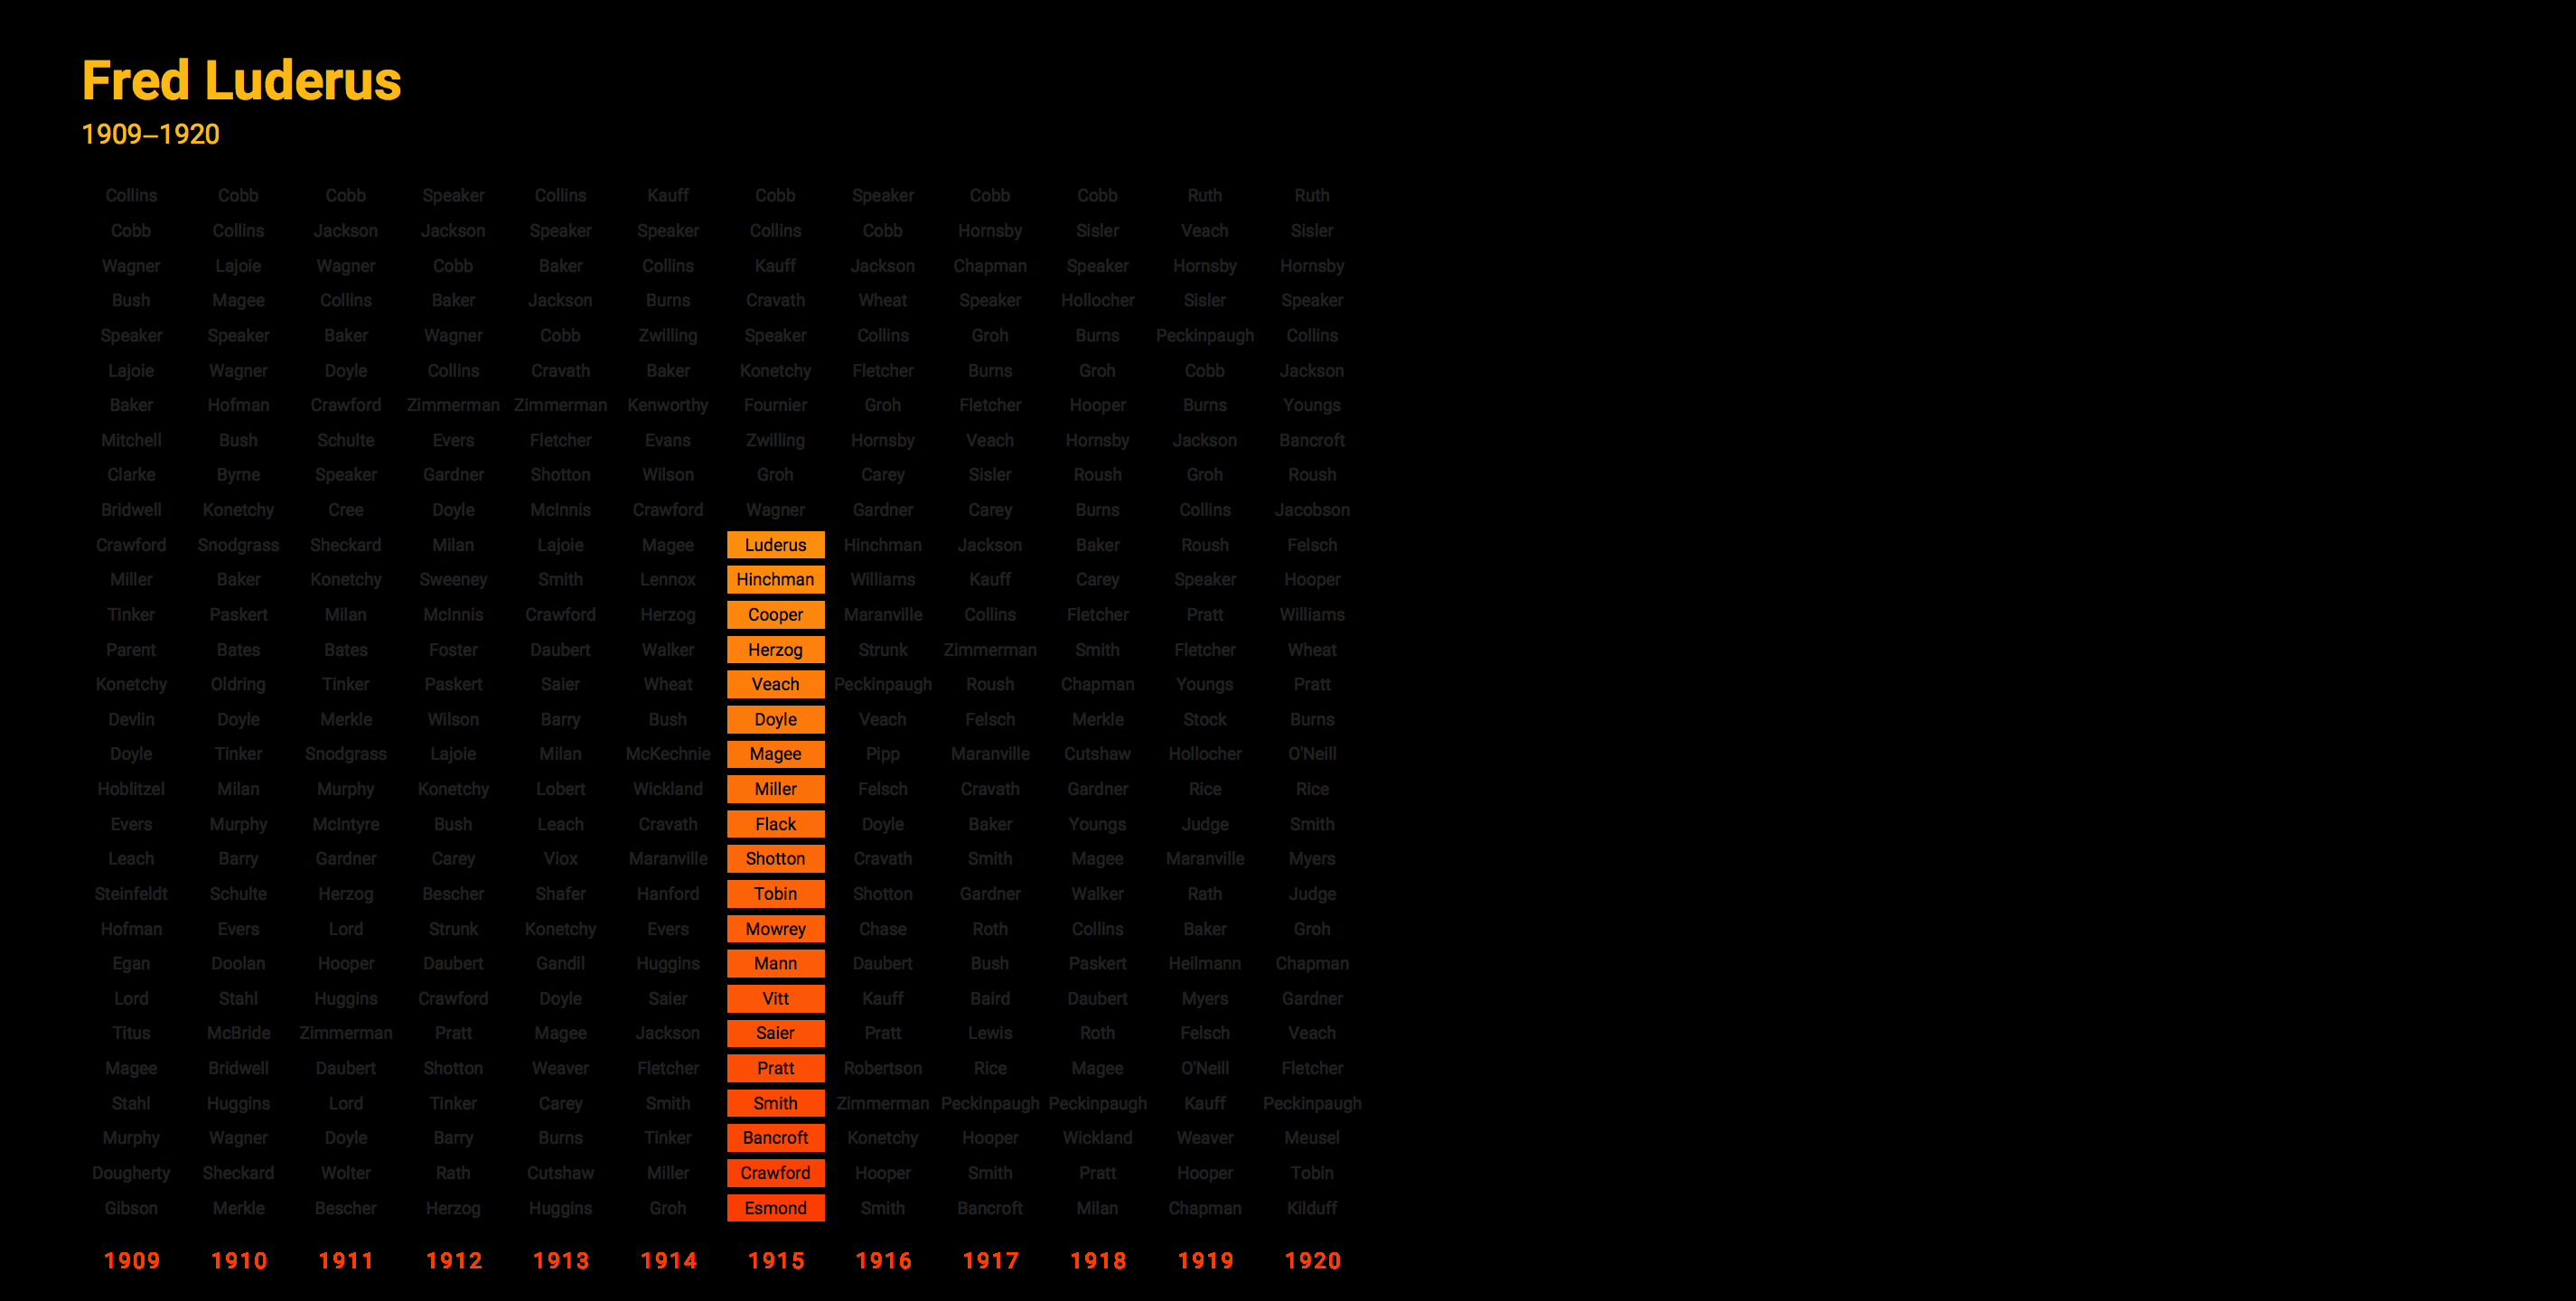 Fred Luderus
1909–1920
Collins Cobb Cobb Speaker Collins Kauff Cobb Speaker Cobb Cobb Ruth Ruth
Cobb Collins Jackson Jackson Speaker Speaker Collins Cobb Hornsby Sisler Veach Sisler
Wagner Lajoie Wagner Cobb Baker Collins Kauff Jackson Chapman Speaker Hornsby Hornsby
Bush Magee Collins Baker Jackson Burns Cravath Wheat Speaker Hollocher Sisler Speaker
Speaker Speaker Baker Wagner Cobb Zwilling Speaker Collins Groh Burns Peckinpaugh Collins
Lajoie Wagner Doyle Collins Cravath Baker Konetchy Fletcher Burns Groh Cobb Jackson
Baker Hofman Crawford Zimmerman Zimmerman Kenworthy Fournier Groh Fletcher Hooper Burns Youngs
Mitchell Bush Schulte Evers Fletcher Evans Zwilling Hornsby Veach Hornsby Jackson Bancroft
Clarke Byrne Speaker Gardner Shotton Wilson Groh Carey Sisler Roush Groh Roush
Bridwell Konetchy Cree Doyle McInnis Crawford Wagner Gardner Carey Burns Collins Jacobson
Crawford Snodgrass Sheckard Milan Lajoie Magee Luderus Hinchman Jackson Baker Roush Felsch
Miller Baker Konetchy Sweeney Smith Lennox Hinchman Williams Kauff Carey Speaker Hooper
Tinker Paskert Milan McInnis Crawford Herzog Cooper Maranville Collins Fletcher Pratt Williams
Parent Bates Bates Foster Daubert Walker Herzog Strunk Zimmerman Smith Fletcher Wheat
Konetchy Oldring Tinker Paskert Saier Wheat Veach Peckinpaugh Roush Chapman Youngs Pratt
Devlin Doyle Merkle Wilson Barry Bush Doyle Veach Felsch Merkle Stock Burns
Doyle Tinker Snodgrass Lajoie Milan McKechnie Magee Pipp Maranville Cutshaw Hollocher O'Neill
Hoblitzel Milan Murphy Konetchy Lobert Wickland Miller Felsch Cravath Gardner Rice Rice
Evers Murphy McIntyre Bush Leach Cravath Flack Doyle Baker Youngs Judge Smith
Leach Barry Gardner Carey Viox Maranville Shotton Cravath Smith Magee Maranville Myers
Steinfeldt Schulte Herzog Bescher Shafer Hanford Tobin Shotton Gardner Walker Rath Judge
Hofman Evers Lord Strunk Konetchy Evers Mowrey Chase Roth Collins Baker Groh
Egan Doolan Hooper Daubert Gandil Huggins Mann Daubert Bush Paskert Heilmann Chapman
Lord Stahl Huggins Crawford Doyle Saier Vitt Kauff Baird Daubert Myers Gardner
Titus McBride Zimmerman Pratt Magee Jackson Saier Pratt Lewis Roth Felsch Veach
Magee Bridwell Daubert Shotton Weaver Fletcher Pratt Robertson Rice Magee O'Neill Fletcher
Stahl Huggins Lord Tinker Carey Smith Smith Zimmerman Peckinpaugh Peckinpaugh Kauff Peckinpaugh
Murphy Wagner Doyle Barry Burns Tinker Bancroft Konetchy Hooper Wickland Weaver Meusel
Dougherty Sheckard Wolter Rath Cutshaw Miller Crawford Hooper Smith Pratt Hooper Tobin
Gibson Merkle Bescher Herzog Huggins Groh Esmond Smith Bancroft Milan Chapman Kilduff
1909 1910 1911 1912 1913 1914 1915 1916 1917 1918 1919 1920